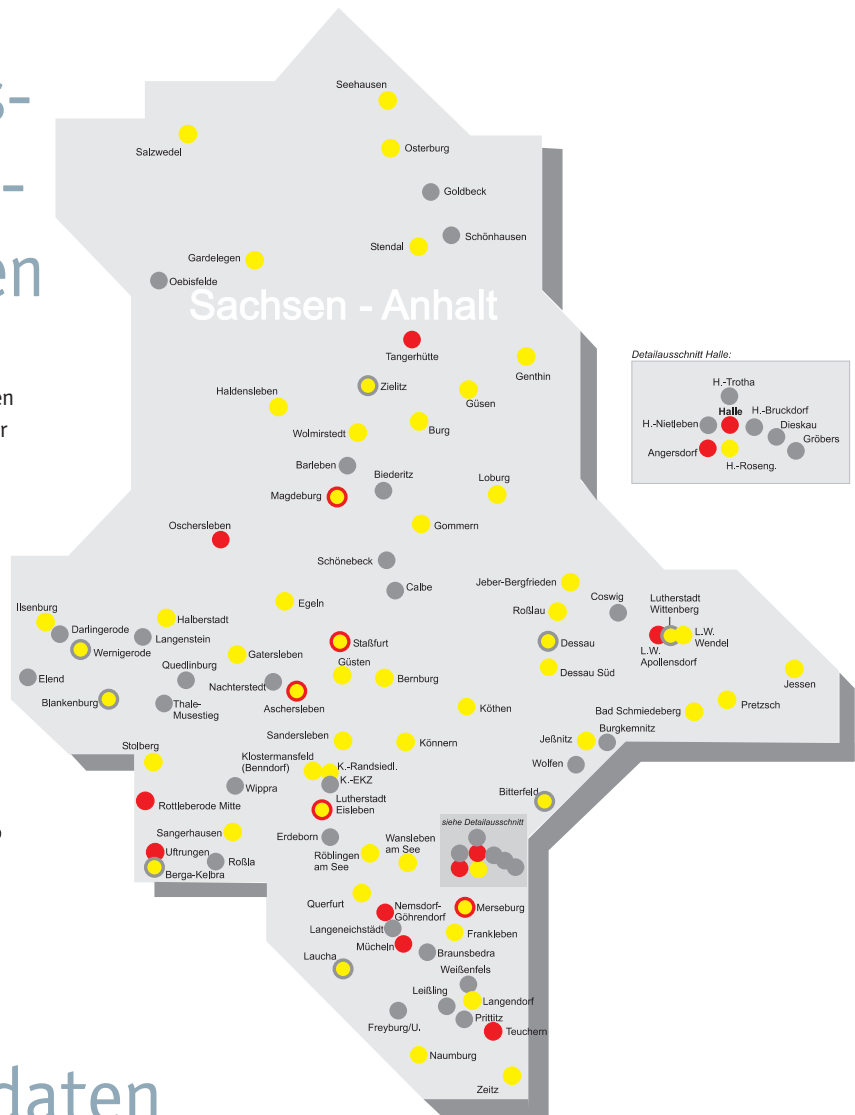 s-
-
en
en
r
daten
Seehausen
Salzwedel
Osterburg
Goldbeck
Schönhausen
Stendal
Gardelegen
Oebisfelde
Sachsen - Anhalt
Tangerhütte
Genthin
Zielitz
Güsen
Haldensleben
Burg
Wolmirstedt
Barleben
Biederitz
Loburg
Magdeburg
Gommern
Oschersleben
Schönebeck
Calbe
Jeber-Bergfrieden
Coswig
Lutherstadt
Wittenberg
Roßlau
Egeln
Ilsenburg
Halberstadt
Darlingerode
Langenstein
Wernigerode
Staßfurt
Dessau
L.W.
Apollensdorf
L.W.
Wendel
Gatersleben
Güsten
Bernburg
Dessau Süd
Jessen
Elend
Quedlinburg
Nachterstedt
Aschersleben
Blankenburg
Thale-
Musestieg
Köthen
Bad Schmiedeberg
Pretzsch
Burgkemnitz
Sandersleben
Könnern
Jeßnitz
Stolberg
Klostermansfeld
(Benndorf)
K.-Randsiedl.
K.-EKZ
Wolfen
Wippra
Bitterfeld
Rottleberode Mitte
Lutherstadt
Eisleben
siehe Detailausschnitt
Sangerhausen
Erdeborn
Wansleben
am See
Uftrungen
Roßla
Röblingen
am See
Berga-Kelbra
Querfurt
Nemsdorf-
Göhrendorf
Merseburg
Langeneichstädt
Frankleben
Mücheln
Braunsbedra
Laucha
Weißenfels
Leißling
Langendorf
Prittitz
Freyburg/U.
Teuchern
Naumburg
Zeitz
Detailausschnitt Halle:
H.-Trotha
Halle
H.-Bruckdorf
H.-Nietleben
Dieskau
Gröbers
Angersdorf
H.-Roseng.